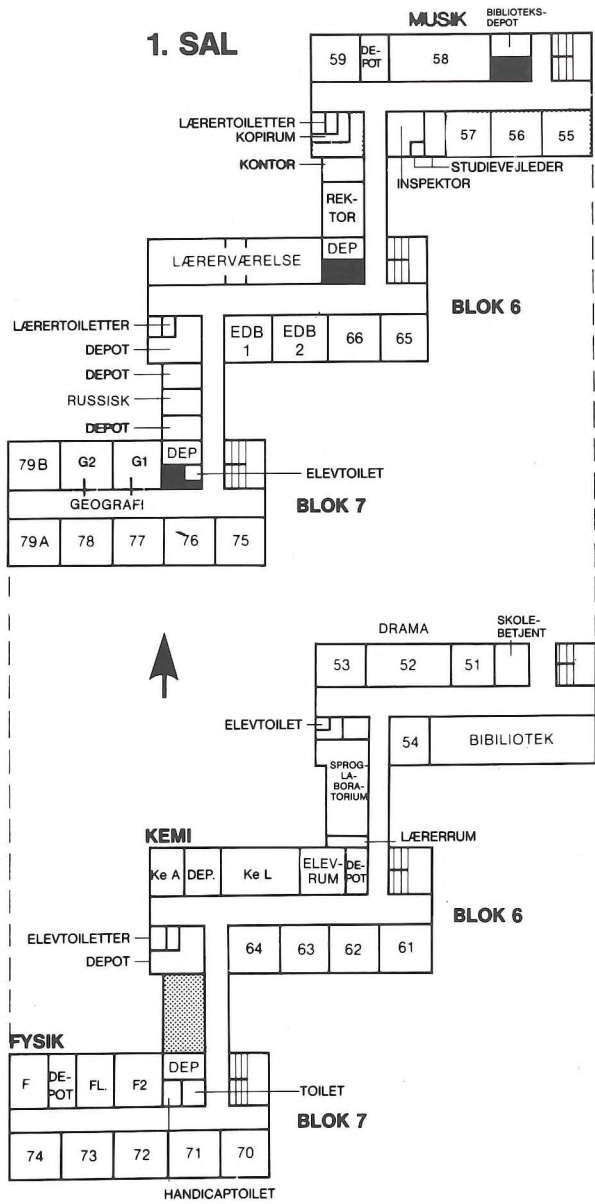 1. SAL
MUSIK
BIBLIOTEKS-
DEPOT
59
DE-
POT
58
LÆRERTOILETTER
KOPIRUM
57
56
55
STUDIEVEJLEDER
INSPEKTOR
KONTOR
REK-
TOR
DEP
LÆRERVÆRELSE
BLOK 6
LÆRERTOILETTER
DEPOT
EDB
1
EDB
2
66
65
DEPOT
RUSSISK
DEPOT
79B
G2
G1
DEP
ELEVTOILET
GEOGRAFI
BLOK 7
79A
78
77
76
75
DRAMA
SKOLE-
BETJENT
53
52
51
ELEVTOILET
54
BIBILIOTEK
SPROG-
LA-
BORA-
TORIUM
LÆRERRUM
KEMI
Ke A
DEP.
Ke L
ELEV-
RUM
DE-
POT
BLOK 6
ELEVTOILETTER
DEPOT
64
63
62
61
FYSIK
F
DE-
POT
FL.
F2
DEP
TOILET
BLOK 7
74
73
72
71
70
HANDICAPTOILET